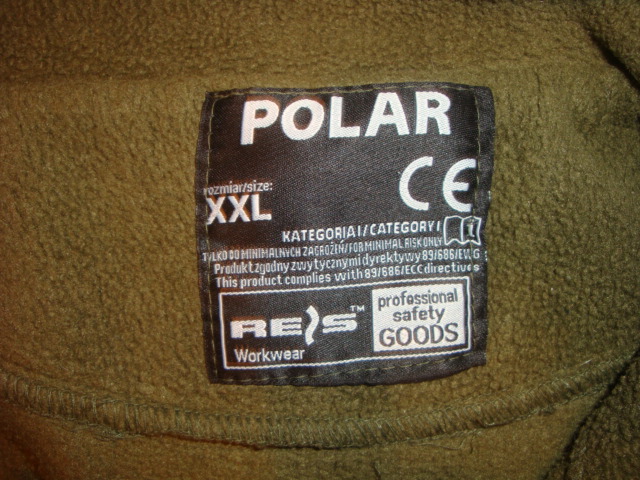 POLAR
CE
rozmiar/size:
XXL
KATEGORIA I / CATEGORY I
TYLKO DO MINIMALNYCH ZAGROŻEŃ/FOR MINIMAL RISK ONLY
Produkt zgodny z wytycznymi dyrektywy 89/686/EWG
This product complies with 89/686/ECC directives
REIS™
Workwear
professional
safety
GOODS